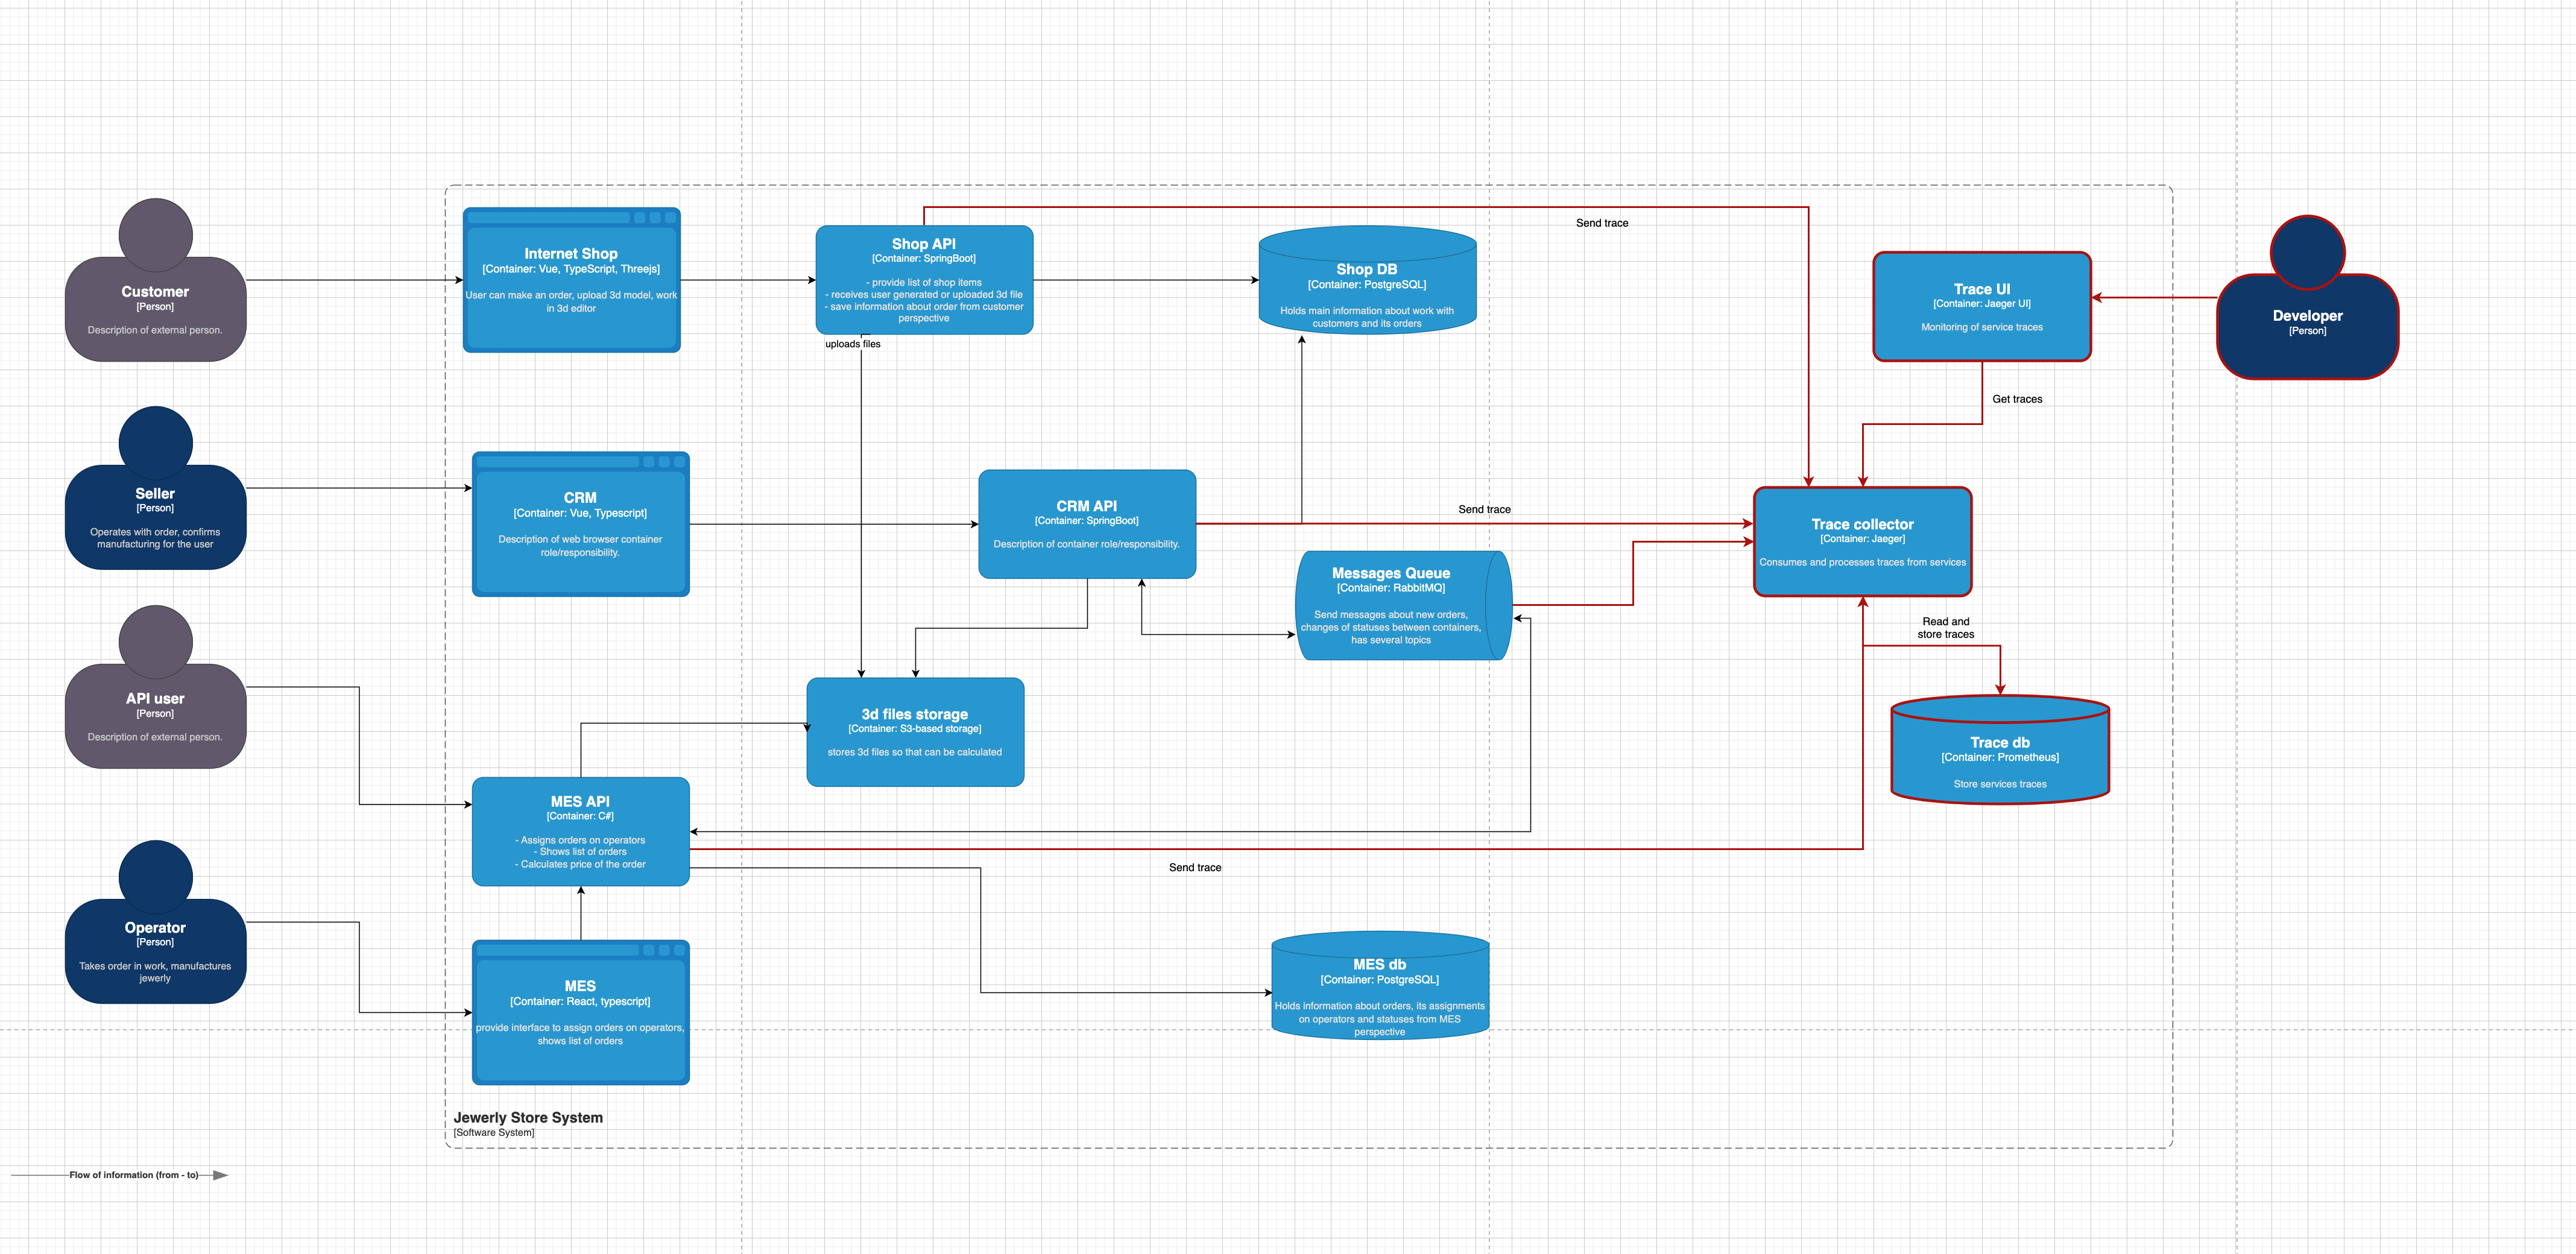 Customer
[Person]
Description of external person.
Internet Shop
[Container: Vue, TypeScript, Threejs]
User can make an order, upload 3d model, work
in 3d editor
Shop API
[Container: SpringBoot]
- provide list of shop items
- receives user generated or uploaded 3d file
- save information about order from customer
perspective
uploads files
Shop DB
[Container: PostgreSQL]
Holds main information about work with
customers and its orders
Send trace
Trace UI
[Container: Jaeger UI]
Monitoring of service traces
Developer
[Person]
Get traces
Seller
[Person]
Operates with order, confirms
manufacturing for the user
CRM
[Container: Vue, Typescript]
Description of web browser container
role/responsibility.
CRM API
[Container: SpringBoot]
Description of container role/responsibility.
Send trace
Messages Queue
[Container: RabbitMQ]
Send messages about new orders,
changes of statuses between containers,
has several topics
Trace collector
[Container: Jaeger]
Consumes and processes traces from services
Read and
store traces
API user
[Person]
Description of external person.
3d files storage
[Container: S3-based storage]
stores 3d files so that can be calculated
Trace db
[Container: Prometheus]
Store services traces
MES API
[Container: C#]
- Assigns orders on operators
- Shows list of orders
- Calculates price of the order
Send trace
Operator
[Person]
Takes order in work, manufactures
jewerly
MES
[Container: React, typescript]
provide interface to assign orders on operators,
shows list of orders
MES db
[Container: PostgreSQL]
Holds information about orders, its assignments
on operators and statuses from MES
perspective
Jewerly Store System
[Software System]
Flow of information (from - to)